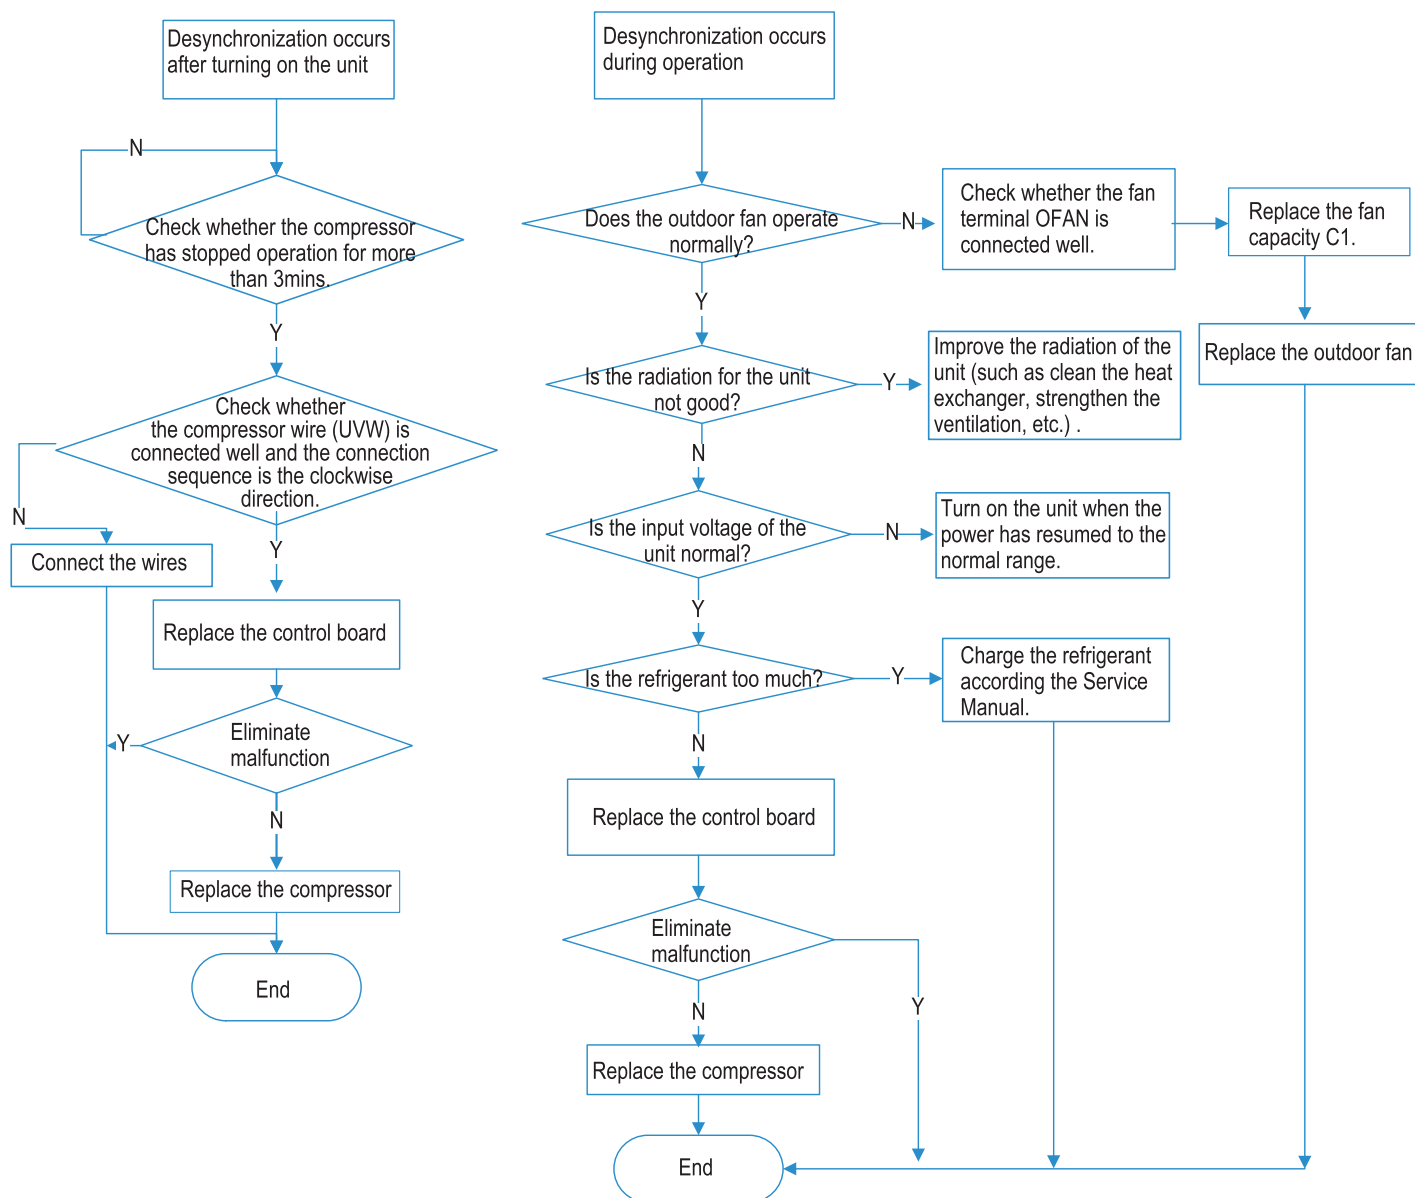 Desynchronization occurs
after turning on the unit
N
Check whether the compressor
has stopped operation for more
than 3mins.
Y
Check whether
the compressor wire (UVW) is
connected well and the connection
sequence is the clockwise
direction.
N
Connect the wires
Y
Replace the control board
Eliminate
malfunction
Y
N
Replace the compressor
End
Desynchronization occurs
during operation
Does the outdoor fan operate
normally?
N
Check whether the fan
terminal OFAN is
connected well.
Replace the fan
capacity C1.
Replace the outdoor fan
Y
Is the radiation for the unit
not good?
Y
Improve the radiation of the
unit (such as clean the heat
exchanger, strengthen the
ventilation, etc.) .
N
Is the input voltage of the
unit normal?
N
Turn on the unit when the
power has resumed to the
normal range.
Y
Is the refrigerant too much?
Y
Charge the refrigerant
according the Service
Manual.
N
Replace the control board
Eliminate
malfunction
Y
N
Replace the compressor
End